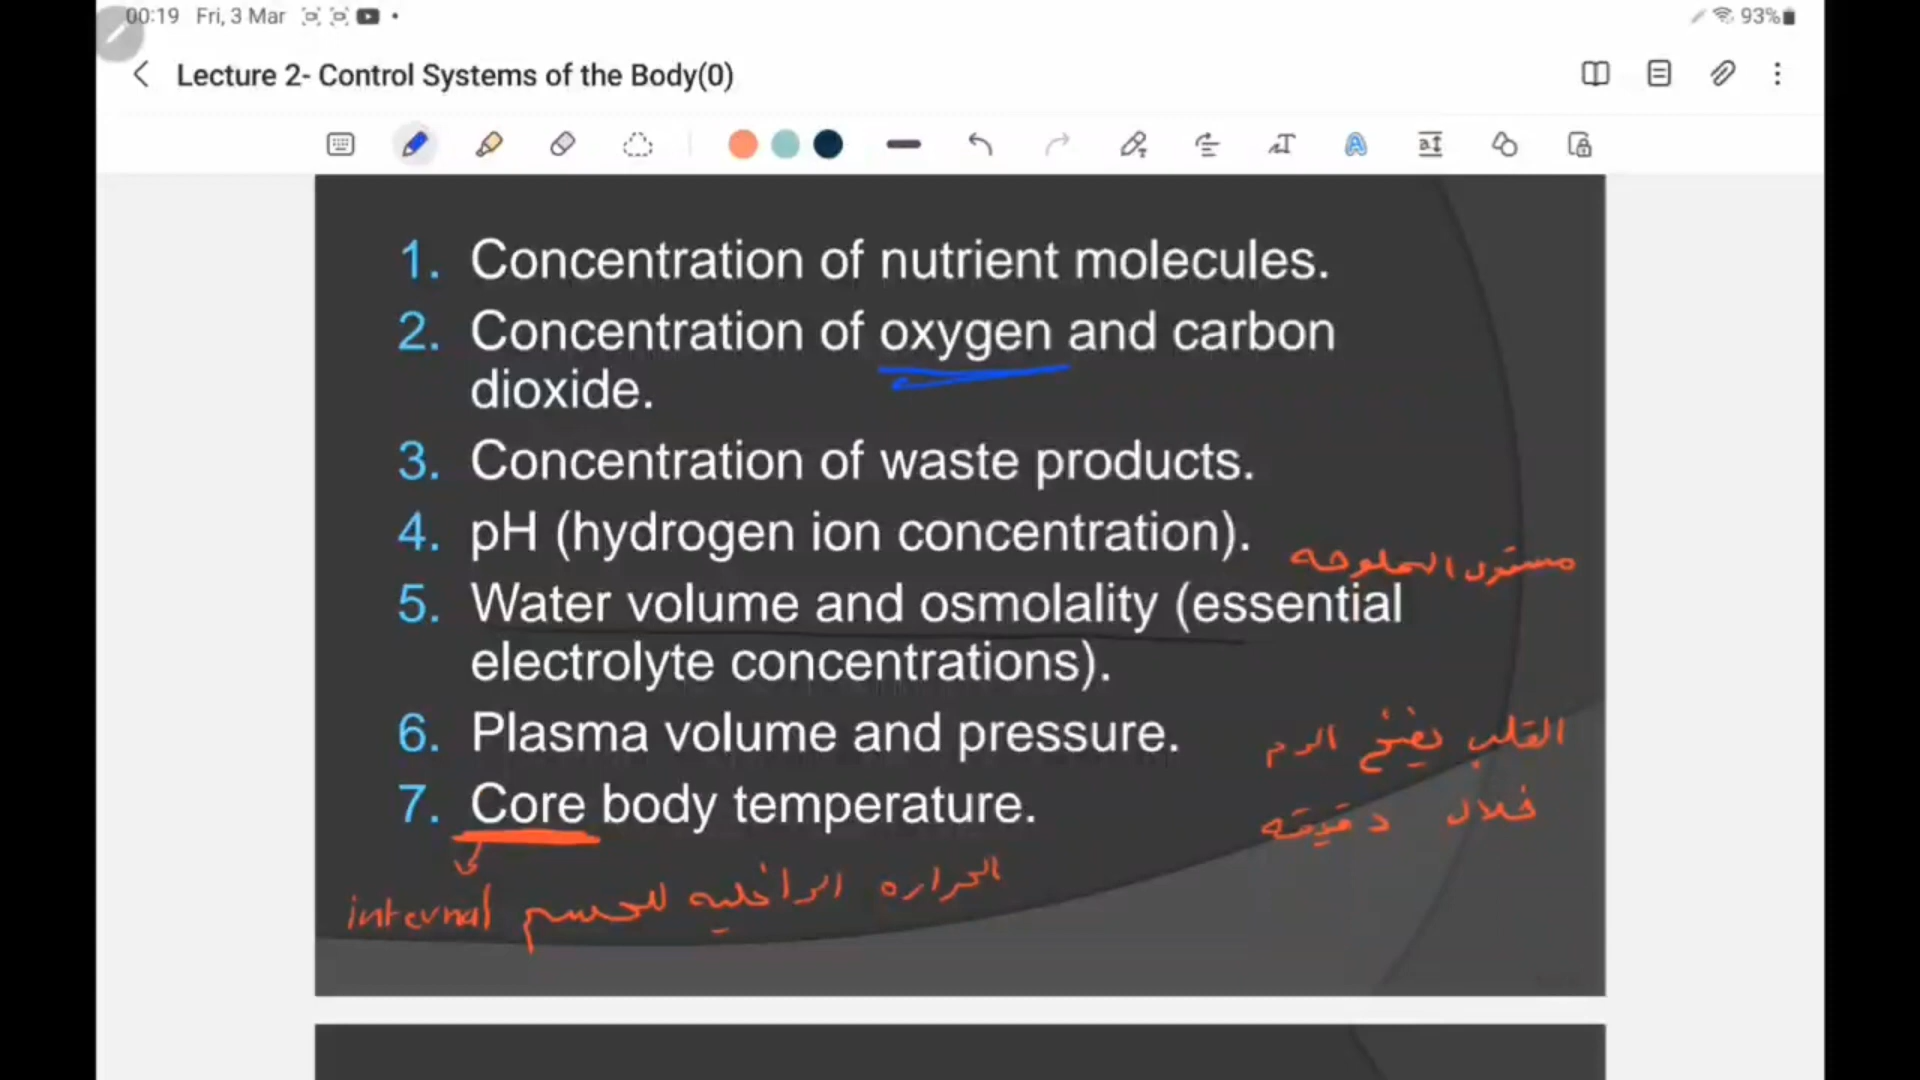 00:19 Fri, 3 Mar
93%
Lecture 2- Control Systems of the Body(0)
1. Concentration of nutrient molecules.
2. Concentration of oxygen and carbon
dioxide.
3. Concentration of waste products.
4. pH (hydrogen ion concentration).
مستوى الملوحه
5. Water volume and osmolality (essential
electrolyte concentrations).
6. Plasma volume and pressure.
القلب يضخ الدم
خلال دقيقه
7. Core body temperature.
internal
الحراره الداخليه للجسم